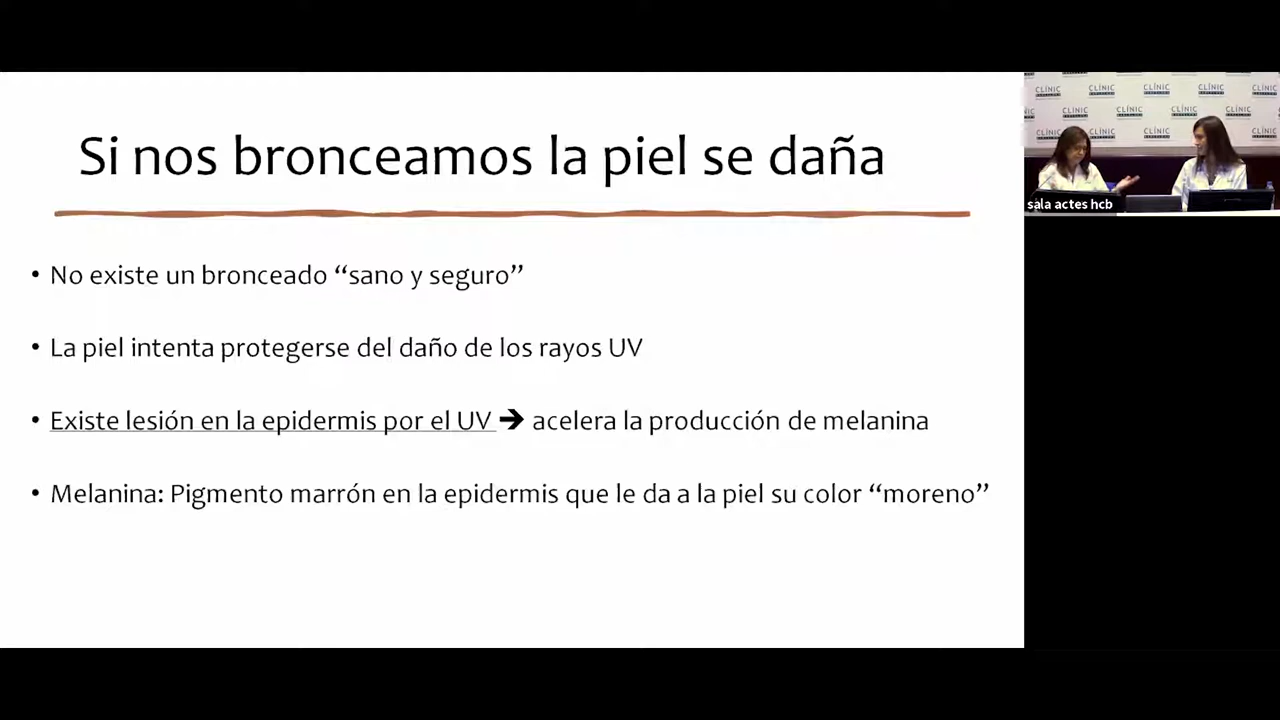 Si nos bronceamos la piel se daña
• No existe un bronceado “sano y seguro”
• La piel intenta protegerse del daño de los rayos UV
• Existe lesión en la epidermis por el UV ➔ acelera la producción de melanina
• Melanina: Pigmento marrón en la epidermis que le da a la piel su color “moreno”
CLÍNIC BARCELONA
sala actes hcb